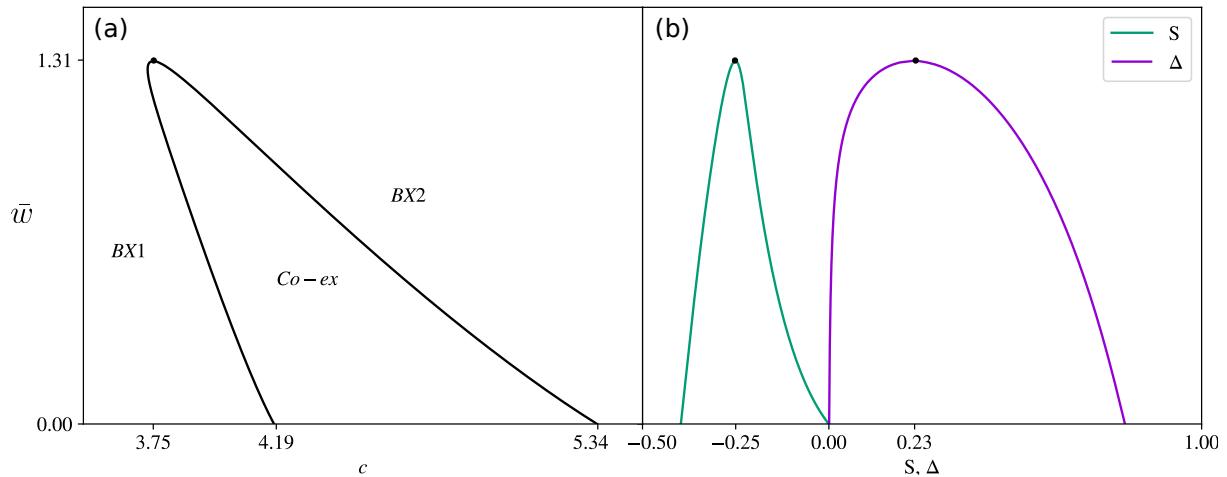 (a)
(b)
S
Δ
1.31
BX2
w̄
BX1
Co−ex
0.00
3.75
4.19
5.34
−0.50
−0.25
0.00
0.23
1.00
c
S, Δ